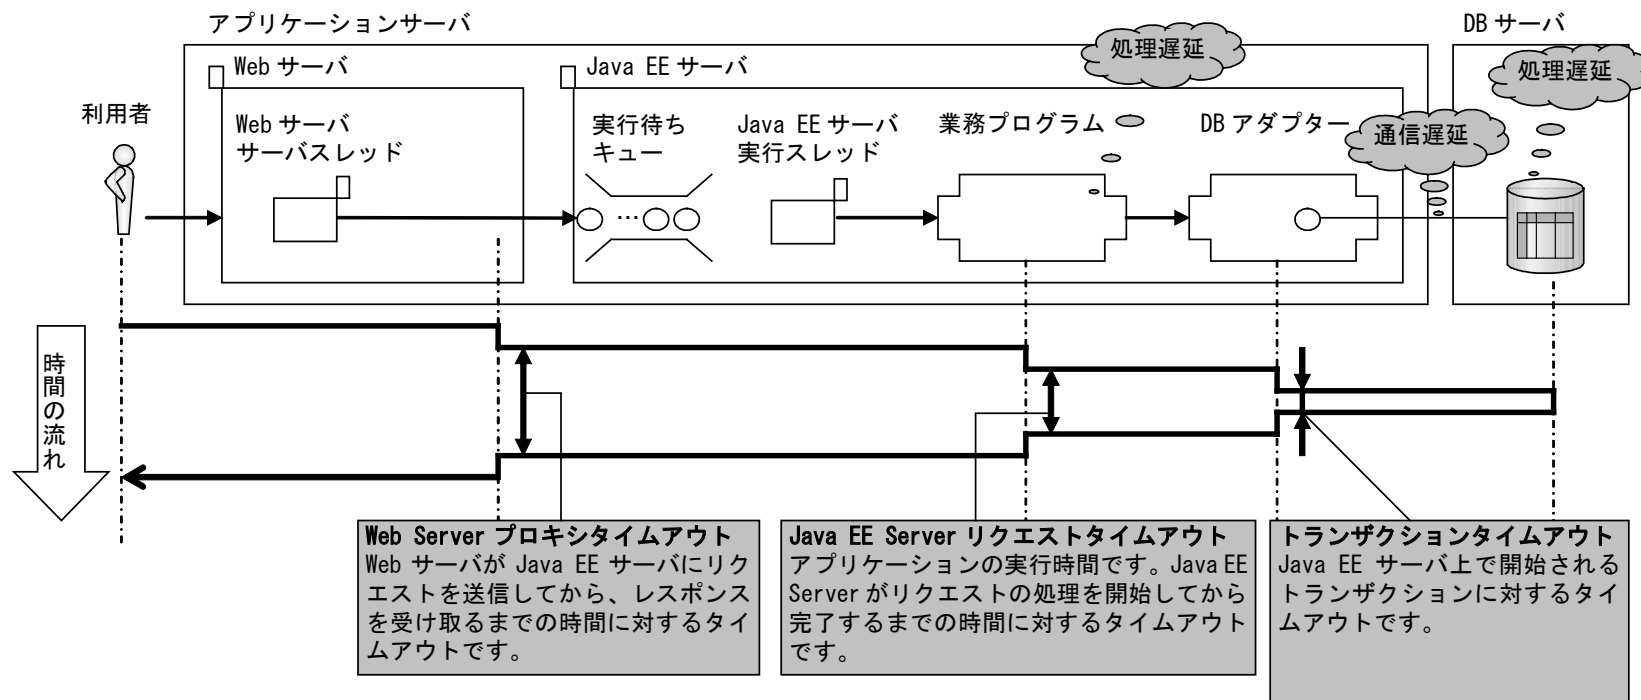 アプリケーションサーバ
DB サーバ
処理遅延
処理遅延
Web サーバ
Java EE サーバ
利用者
Web サーバ
サーバスレッド
実行待ち
キュー
Java EE サーバ
実行スレッド
業務プログラム
DB アダプター
通信遅延
…
時間の流れ
Web Server プロキシタイムアウト
Web サーバが Java EE サーバにリク
エストを送信してから、レスポンス
を受け取るまでの時間に対するタイ
ムアウトです。
Java EE Server リクエストタイムアウト
アプリケーションの実行時間です。Java EE
Server がリクエストの処理を開始してから
完了するまでの時間に対するタイムアウト
です。
トランザクションタイムアウト
Java EE サーバ上で開始される
トランザクションに対するタイ
ムアウトです。